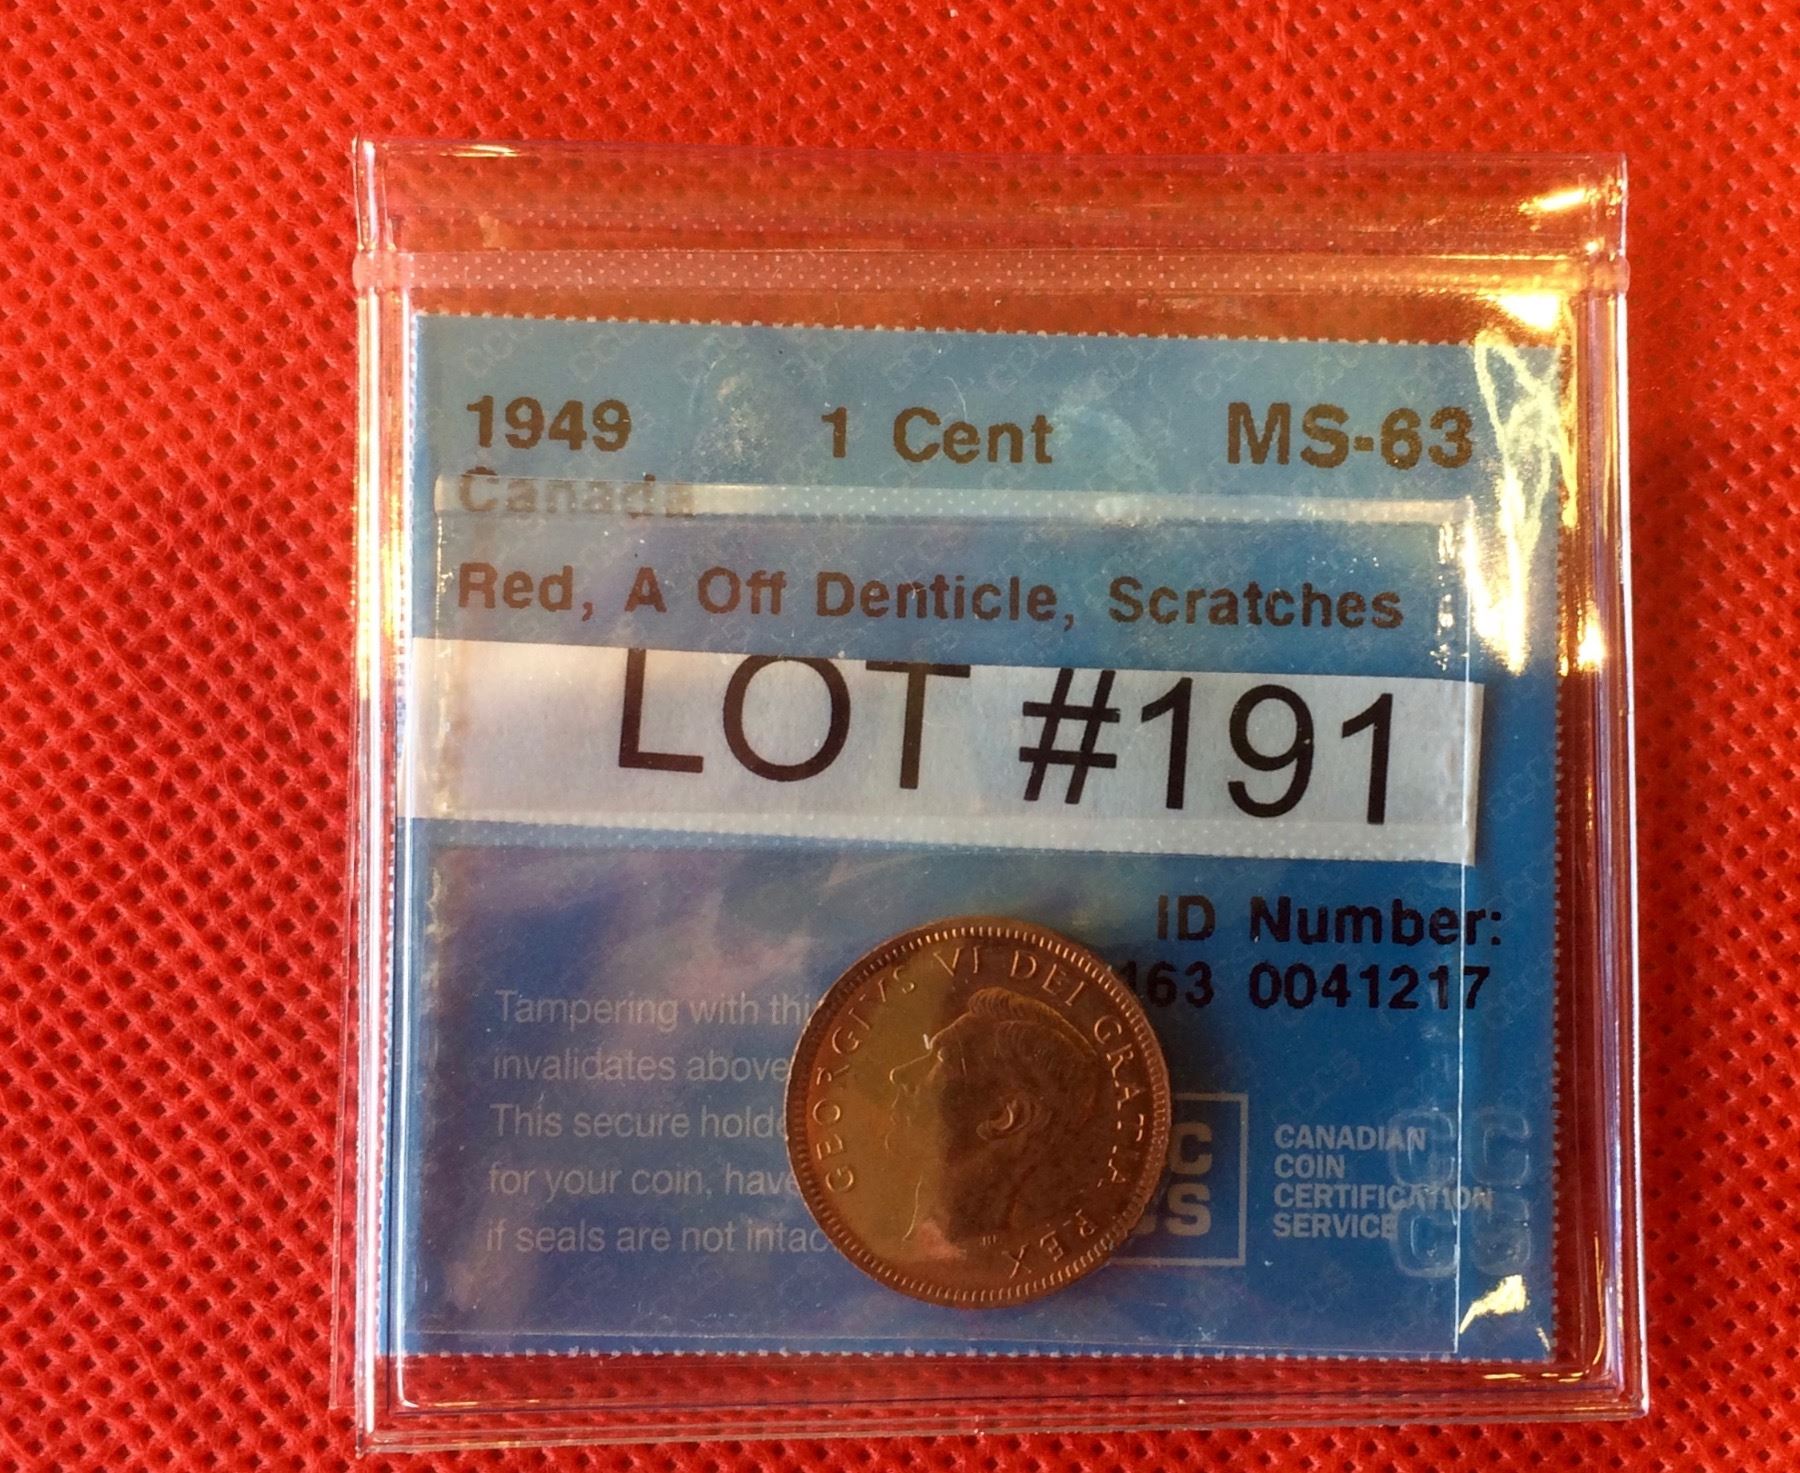 1949 1 Cent MS-63
Canada
Red, A Off Denticle, Scratches
LOT #191
ID Number:
163 0041217
Tampering with thi
invalidates above
This secure holde
for your coin, have
if seals are not intac
GEORGIVS VI DEI GRATIA REX
CANADIAN
COIN
CERTIFICATION
SERVICE